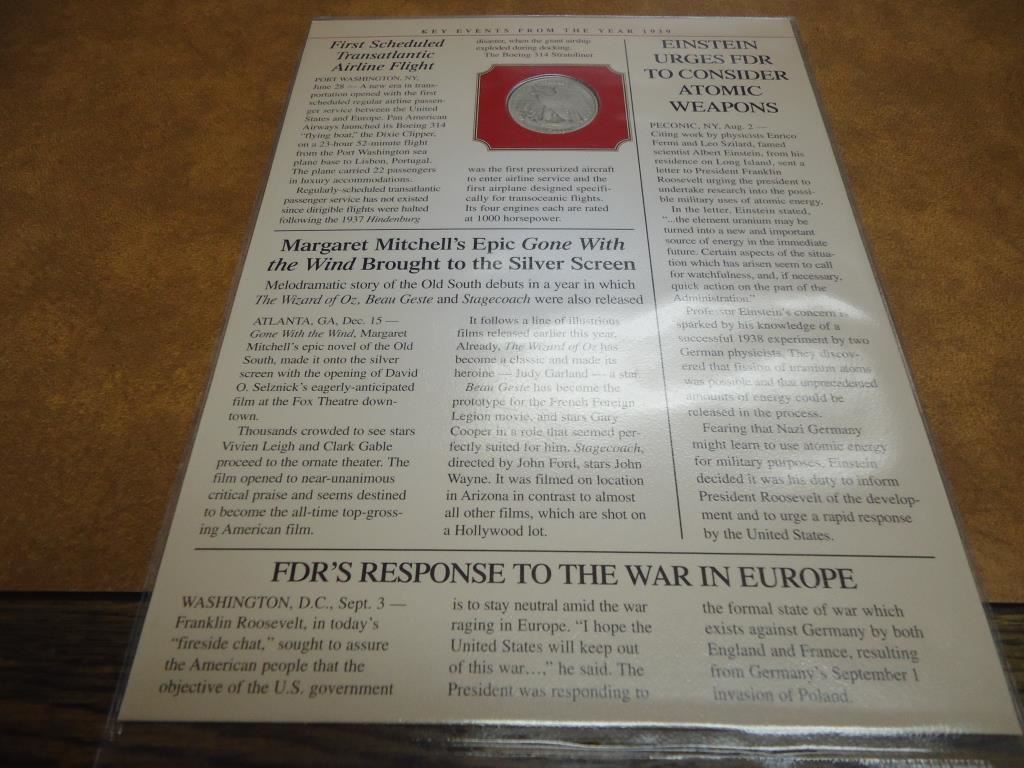 KEY EVENTS FROM THE YEAR 1939
First Scheduled
Transatlantic
Airline Flight
PORT WASHINGTON, NY,
June 28 — A new era in trans-
portation opened with the first
scheduled regular airline passen-
ger service between the United
States and Europe. Pan American
Airways launched its Boeing 314
"flying boat," the Dixie Clipper,
on a 23-hour 52-minute flight
from the Port Washington sea
plane base to Lisbon, Portugal.
The plane carried 22 passengers
in luxury accommodations.
Regularly-scheduled transatlantic
passenger service has not existed
since dirigible flights were halted
following the 1937 Hindenburg
disaster, when the giant airship
exploded during docking.
The Boeing 314 Stratoliner
was the first pressurized aircraft
to enter airline service and the
first airplane designed specifi-
cally for transoceanic flights.
Its four engines each are rated
at 1000 horsepower.
Margaret Mitchell's Epic Gone With
the Wind Brought to the Silver Screen
Melodramatic story of the Old South debuts in a year in which
The Wizard of Oz, Beau Geste and Stagecoach were also released
ATLANTA, GA, Dec. 15 —
Gone With the Wind, Margaret
Mitchell's epic novel of the Old
South, made it onto the silver
screen with the opening of David
O. Selznick's eagerly-anticipated
film at the Fox Theatre down-
town.
Thousands crowded to see stars
Vivien Leigh and Clark Gable
proceed to the ornate theater. The
film opened to near-unanimous
critical praise and seems destined
to become the all-time top-gross-
ing American film.
It follows a line of illustrious
films released earlier this year.
Already, The Wizard of Oz has
become a classic and made its
heroine — Judy Garland — a star.
Beau Geste has become the
prototype for the French Foreign
Legion movie, and stars Gary
Cooper in a role that seemed per-
fectly suited for him. Stagecoach,
directed by John Ford, stars John
Wayne. It was filmed on location
in Arizona in contrast to almost
all other films, which are shot on
a Hollywood lot.
EINSTEIN
URGES FDR
TO CONSIDER
ATOMIC
WEAPONS
PECONIC, NY, Aug. 2 —
Citing work by physicists Enrico
Fermi and Leo Szilard, famed
scientist Albert Einstein, from his
residence on Long Island, sent a
letter to President Franklin
Roosevelt urging the president to
undertake research into the possi-
ble military uses of atomic energy.
In the letter, Einstein stated,
"...the element uranium may be
turned into a new and important
source of energy in the immediate
future. Certain aspects of the situa-
tion which has arisen seem to call
for watchfulness, and, if necessary,
quick action on the part of the
Administration."
Professor Einstein's concern is
sparked by his knowledge of a
successful 1938 experiment by two
German physicists. They discov-
ered that fission of uranium atoms
was possible and that unprecedented
amounts of energy could be
released in the process.
Fearing that Nazi Germany
might learn to use atomic energy
for military purposes, Einstein
decided it was his duty to inform
President Roosevelt of the develop-
ment and to urge a rapid response
by the United States.
FDR'S RESPONSE TO THE WAR IN EUROPE
WASHINGTON, D.C., Sept. 3 —
Franklin Roosevelt, in today's
"fireside chat," sought to assure
the American people that the
objective of the U.S. government
is to stay neutral amid the war
raging in Europe. "I hope the
United States will keep out
of this war...," he said. The
President was responding to
the formal state of war which
exists against Germany by both
England and France, resulting
from Germany's September 1
invasion of Poland.